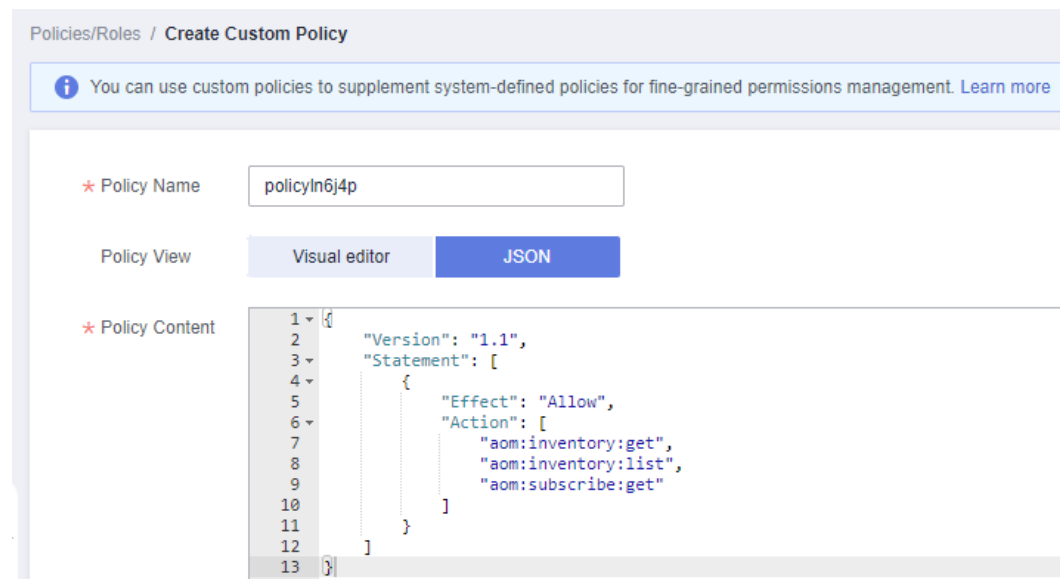 Policies/Roles / Create Custom Policy
You can use custom policies to supplement system-defined policies for fine-grained permissions management. Learn more
* Policy Name policyln6j4p
Policy View Visual editor JSON
* Policy Content
1 {
2 "Version": "1.1",
3 "Statement": [
4 {
5 "Effect": "Allow",
6 "Action": [
7 "aom:inventory:get",
8 "aom:inventory:list",
9 "aom:subscribe:get"
10 ]
11 }
12 ]
13 }